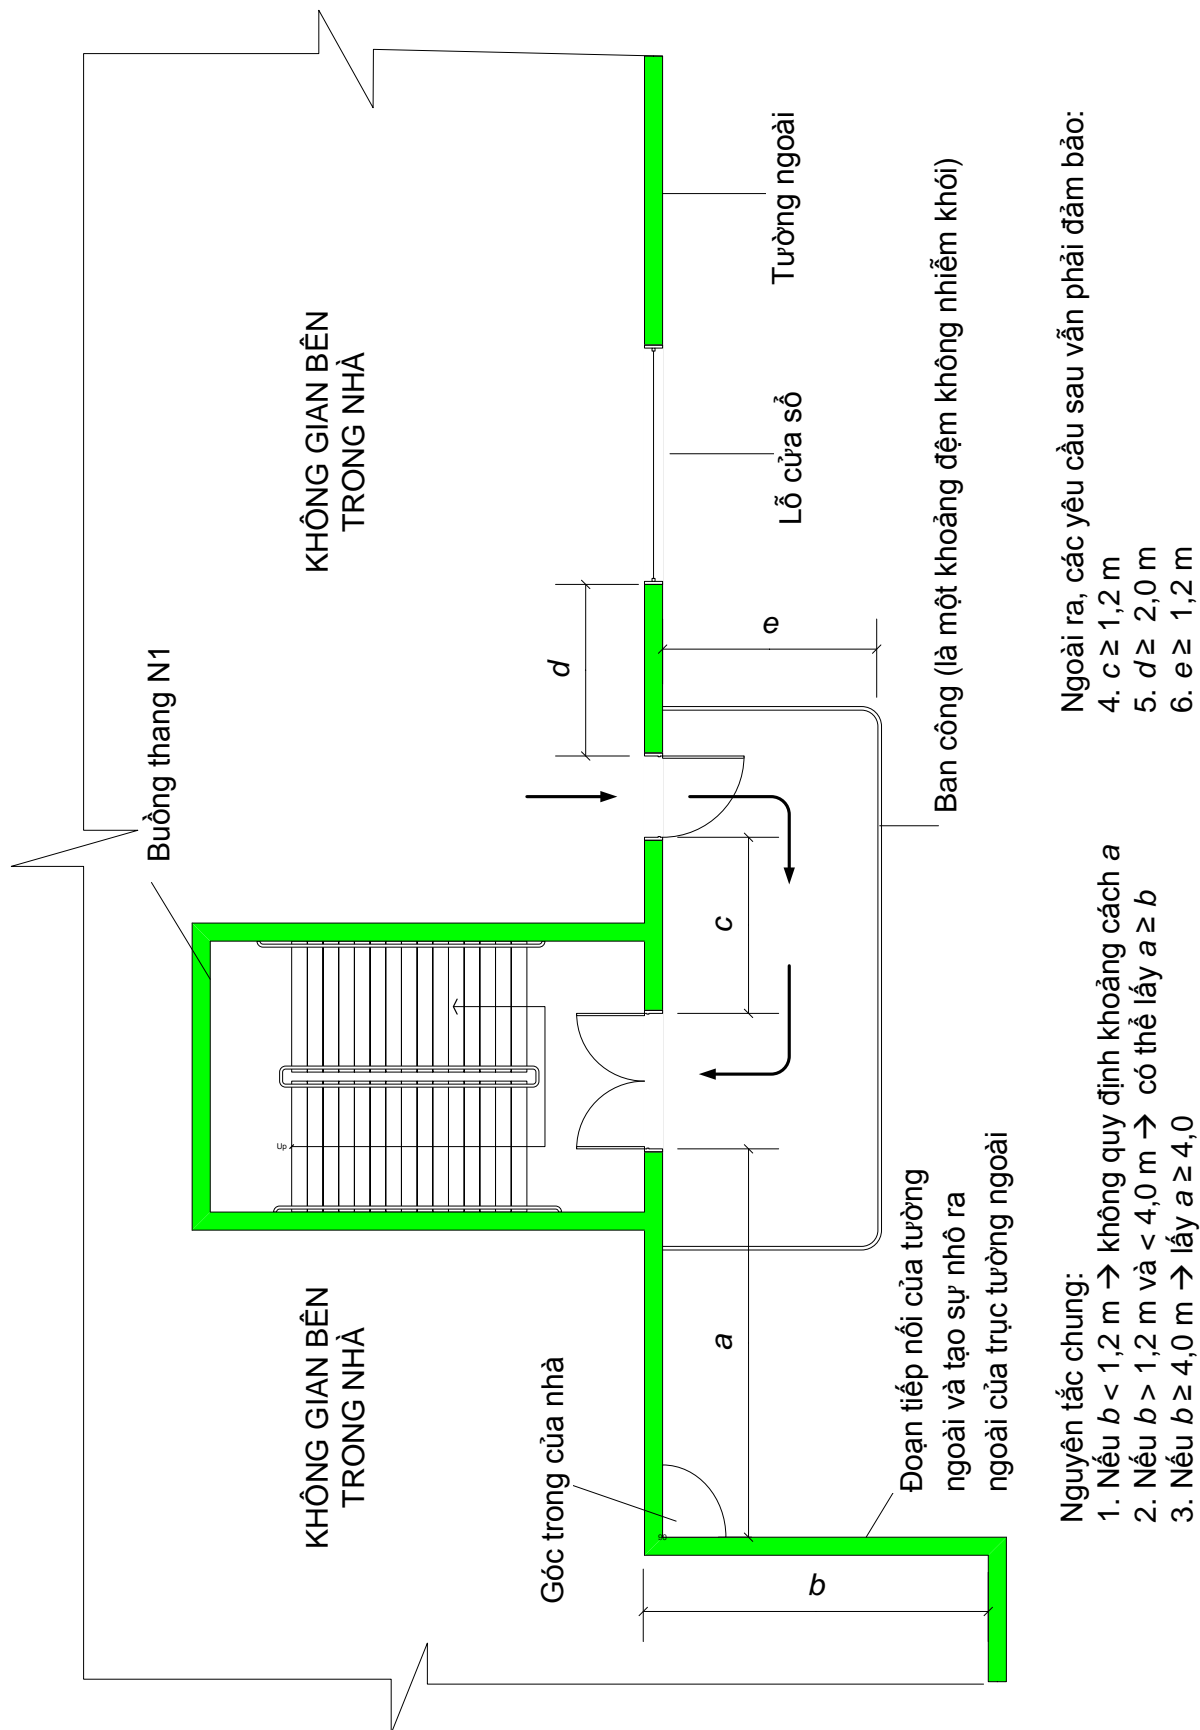 Buồng thang N1
KHÔNG GIAN BÊN
TRONG NHÀ
KHÔNG GIAN BÊN
TRONG NHÀ
Up
d
e
c
a
b
90
Góc trong của nhà
Đoạn tiếp nối của tường
ngoài và tạo sự nhô ra
ngoài của trục tường ngoài
Lỗ cửa sổ
Tường ngoài
Ban công (là một khoảng đệm không nhiễm khói)
Nguyên tắc chung:
1. Nếu b < 1,2 m → không quy định khoảng cách a
2. Nếu b > 1,2 m và < 4,0 m → có thể lấy a ≥ b
3. Nếu b ≥ 4,0 m → lấy a ≥ 4,0
Ngoài ra, các yêu cầu sau vẫn phải đảm bảo:
4. c ≥ 1,2 m
5. d ≥ 2,0 m
6. e ≥ 1,2 m